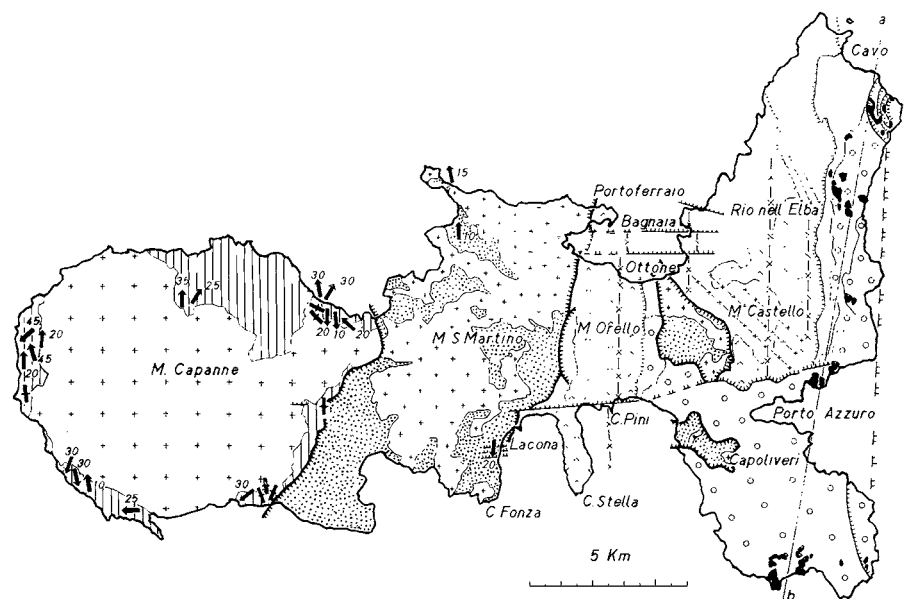 a
Cavo
15
Portoferraio
Bagnaia
Rio nell Elba
10
Ottone
35
25
30
30
20
10
20
M. Capanne
M S Martino
M Ofello
M Castello
45
20
45
20
Porto Azzuro
Lacona
C.Pini
Capoliveri
30
30
25
30
C Fonza
C.Stella
5 Km
b